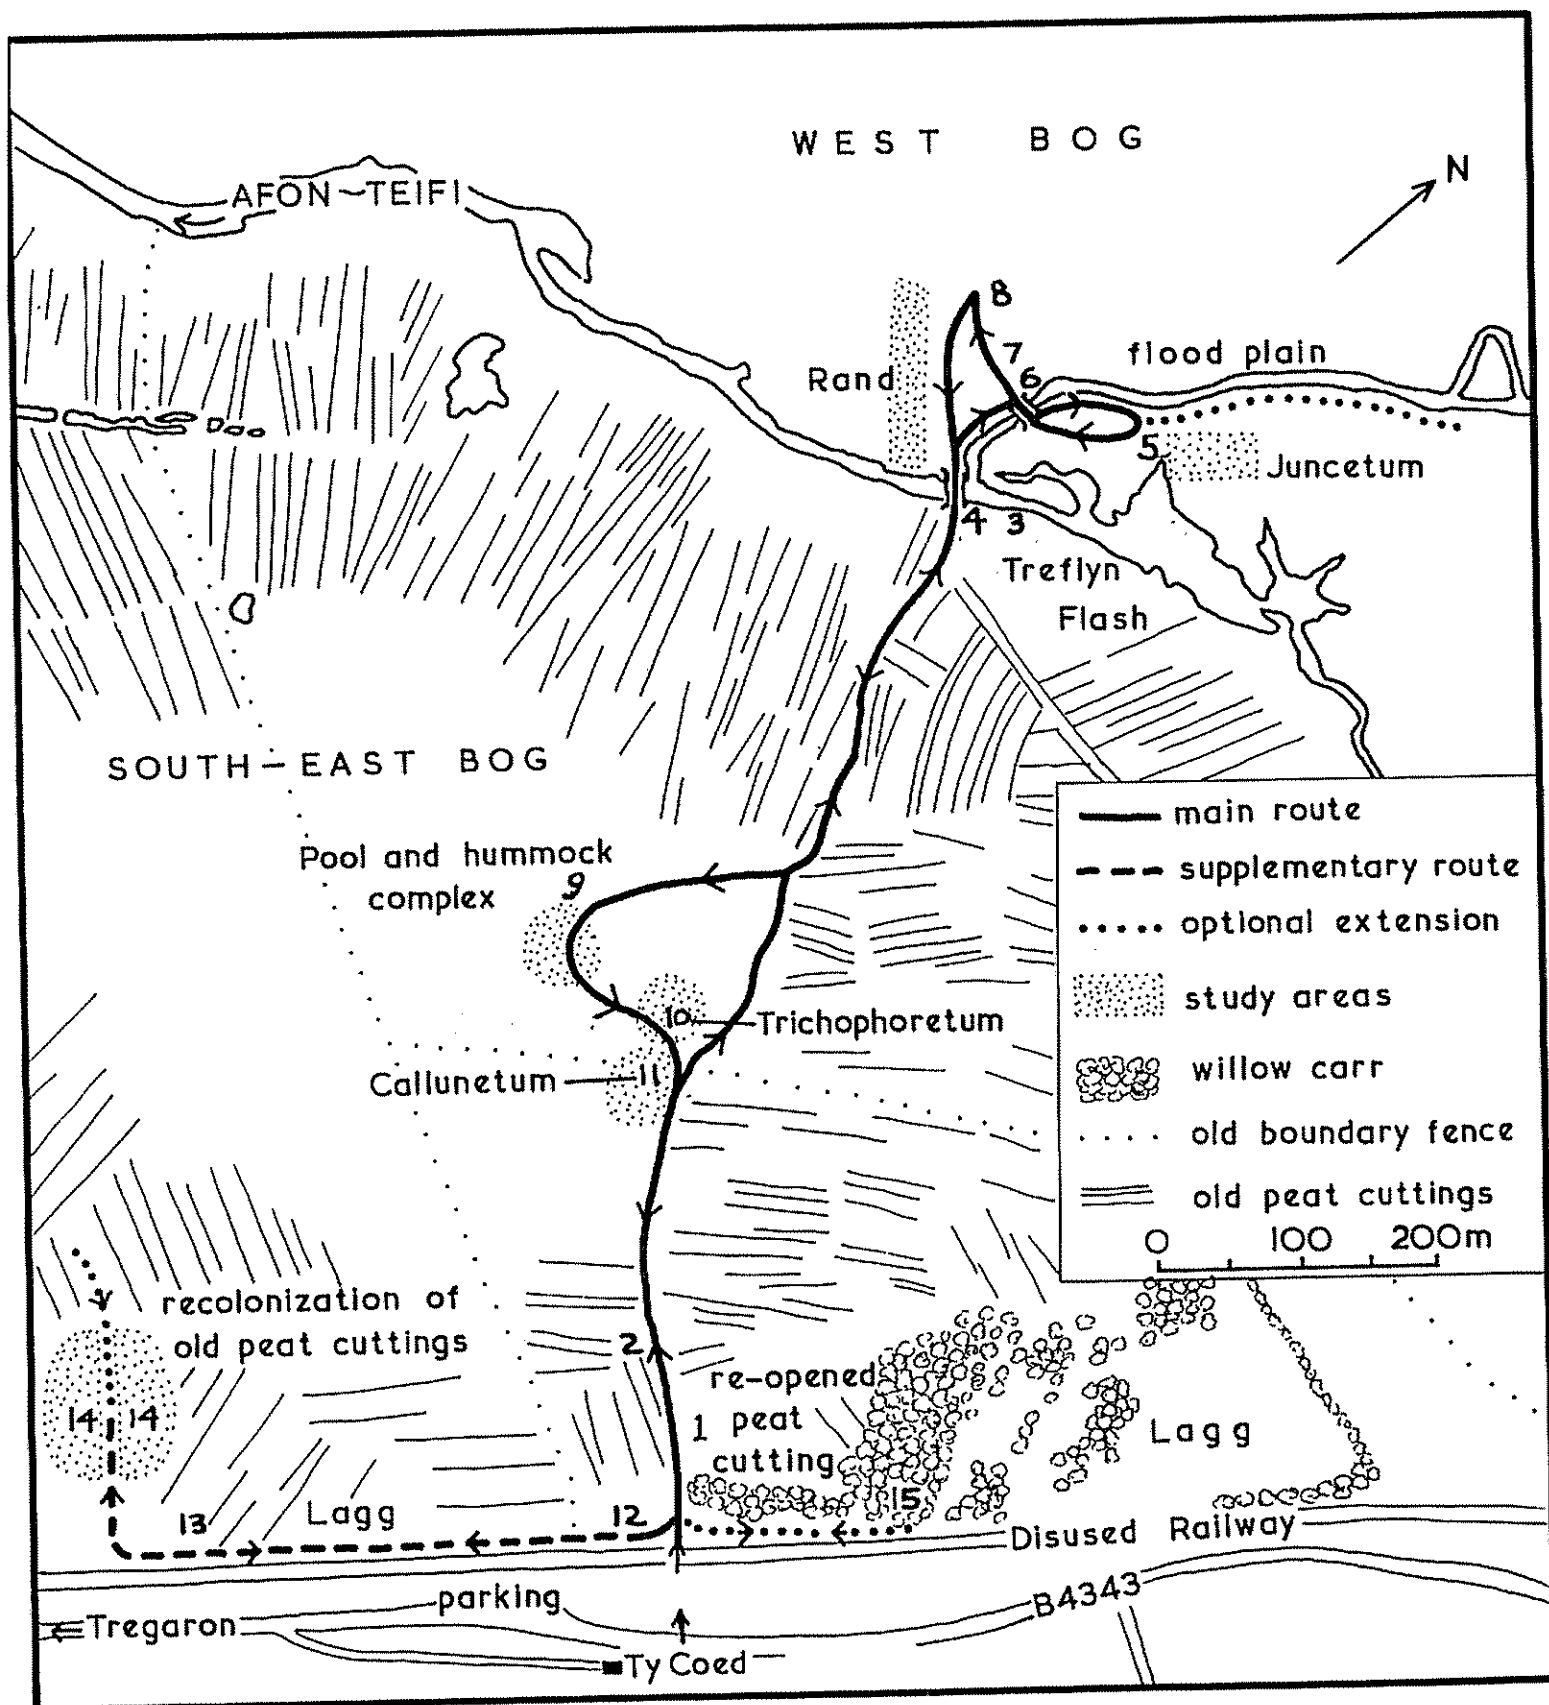 WEST BOG
N
AFON-TEIFI
8
7
flood plain
Rand
6
5
Juncetum
4 3
Treflyn
Flash
SOUTH-EAST BOG
main route
supplementary route
optional extension
study areas
willow carr
old boundary fence
old peat cuttings
0 100 200m
Pool and hummock
complex
9
10
Trichophoretum
Callunetum
11
recolonization of
old peat cuttings
2
re-opened
1 peat
cutting
14 14
Lagg
15
13
Lagg
12
Disused Railway
parking
B4343
Tregaron
Ty Coed